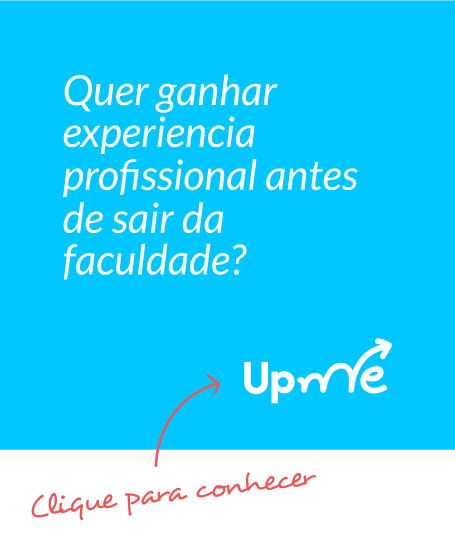 Quer ganhar
experiencia
profissional antes
de sair da
faculdade?
Upme
Clique para conhecer